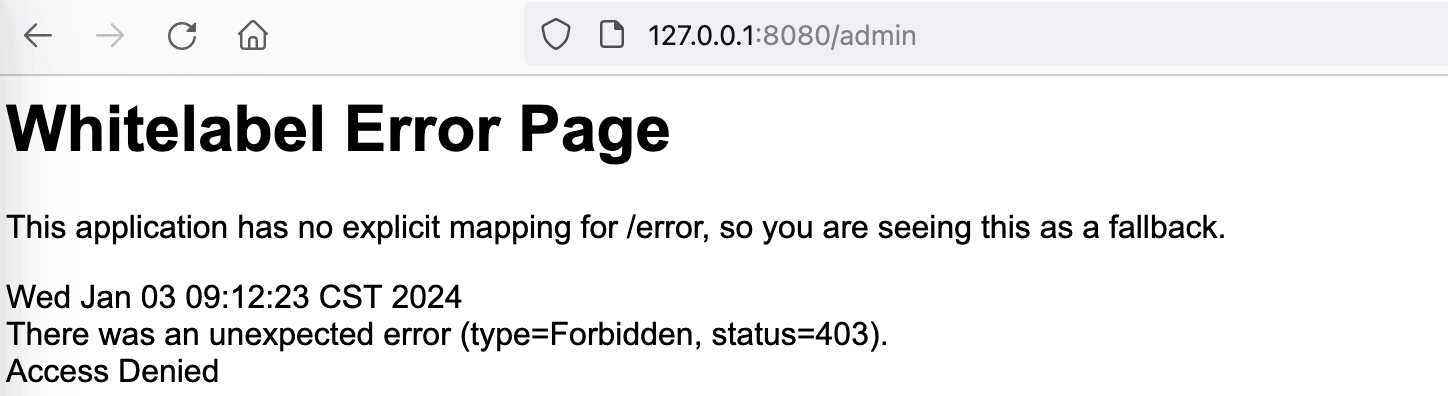 127.0.0.1:8080/admin
Whitelabel Error Page
This application has no explicit mapping for /error, so you are seeing this as a fallback.
Wed Jan 03 09:12:23 CST 2024
There was an unexpected error (type=Forbidden, status=403).
Access Denied